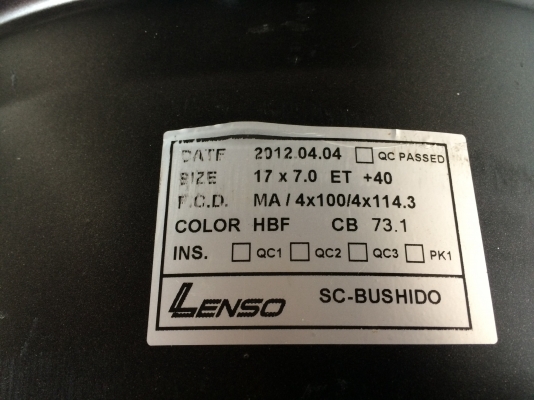 DATE 2012.04.04 QC PASSED
SIZE 17 x 7.0 ET +40
P.C.D. MA / 4x100/4x114.3
COLOR HBF CB 73.1
INS. QC1 QC2 QC3 PK1
LENSO SC-BUSHIDO